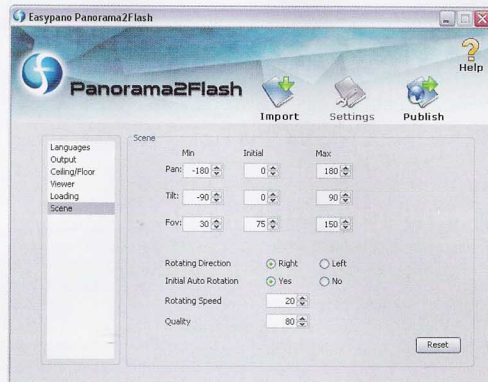 Easypano Panorama2Flash
Help
Panorama2Flash
Import Settings Publish
Languages
Output
Ceiling/Floor
Viewer
Loading
Scene
Scene
Min Initial Max
Pan: -180 0 180
Tilt: -90 0 90
Fov: 30 75 150
Rotating Direction Right Left
Initial Auto Rotation Yes No
Rotating Speed 20
Quality 80
Reset